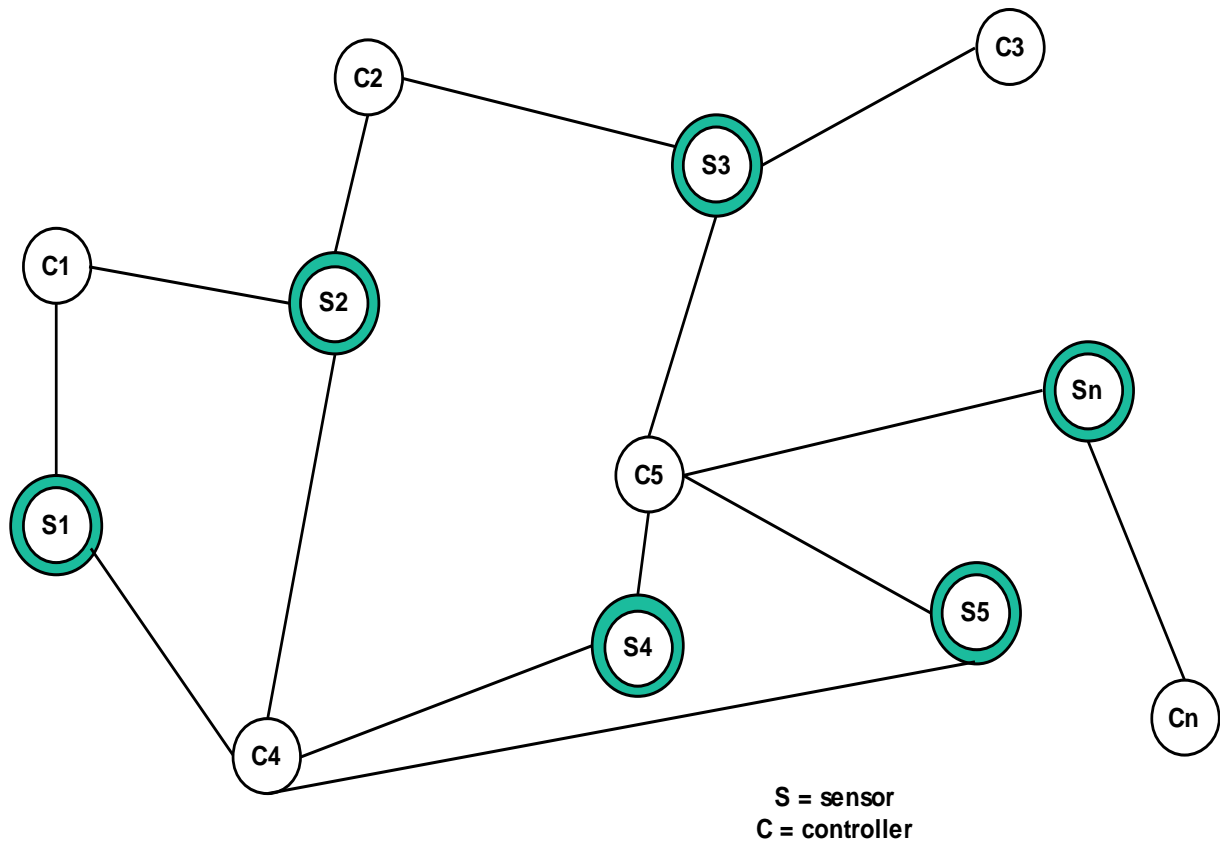 C3
C2
S3
C1
S2
Sn
C5
S1
S5
S4
Cn
C4
S = sensor
C = controller